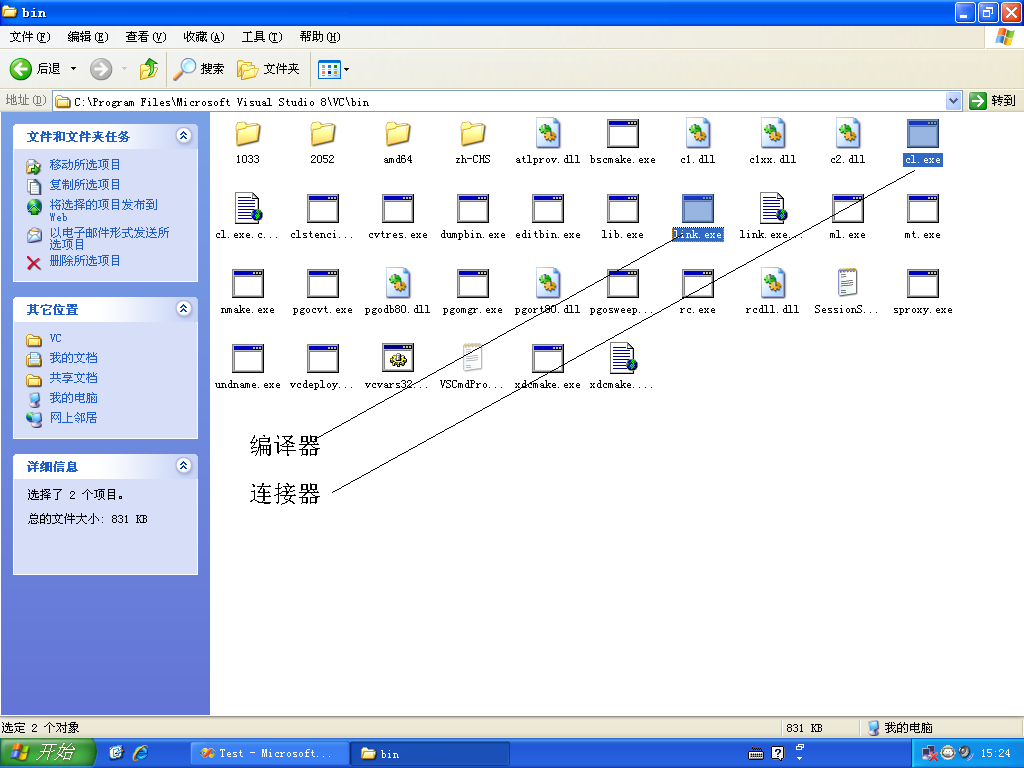 bin
文件(F) 编辑(E) 查看(V) 收藏(A) 工具(T) 帮助(H)
后退 搜索 文件夹
地址(D) C:\Program Files\Microsoft Visual Studio 8\VC\bin 转到
文件和文件夹任务
移动所选项目
复制所选项目
将选择的项目发布到
Web
以电子邮件形式发送所
选项目
删除所选项目
其它位置
VC
我的文档
共享文档
我的电脑
网上邻居
详细信息
选择了 2 个项目。
总的文件大小: 831 KB
1033 2052 amd64 zh-CHS atlprov.dll bscmake.exe c1.dll c1xx.dll c2.dll cl.exe
cl.exe.c... clstenci... cvtres.exe dumpbin.exe editbin.exe lib.exe link.exe link.exe... ml.exe mt.exe
nmake.exe pgocvt.exe pgodb80.dll pgomgr.exe pgort80.dll pgosweep... rc.exe rcdll.dll SessionS... sproxy.exe
undname.exe vcdeploy... vcvars32... VSCmdPro... xdcmake.exe xdcmake....
编译器
连接器
选定 2 个对象 831 KB 我的电脑
开始 Test - Microsoft... bin 15:24